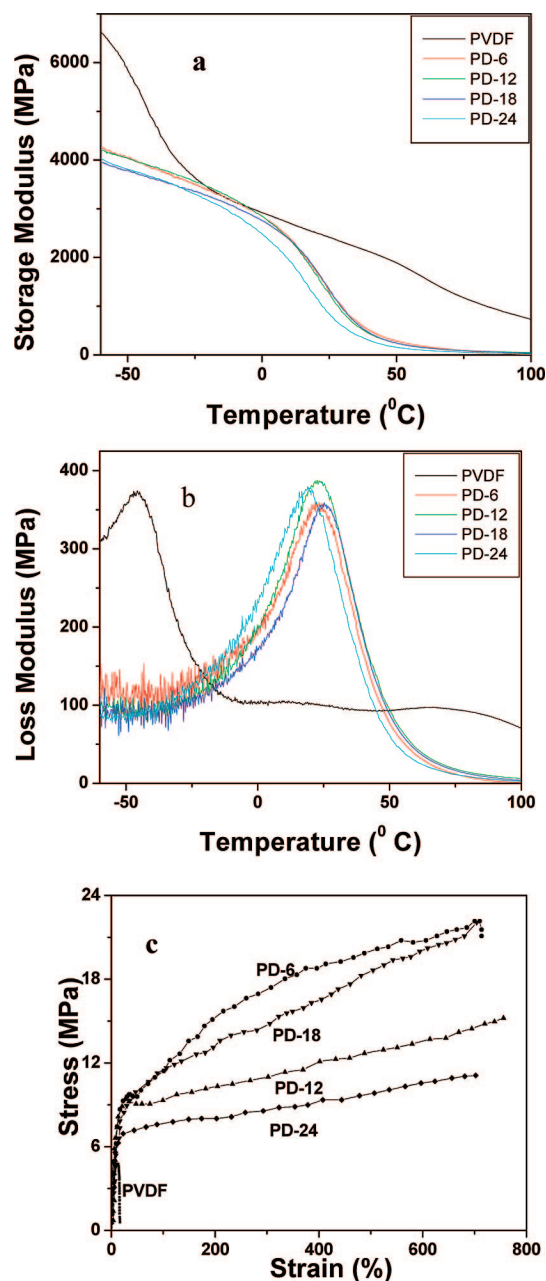 a
PVDF
PD-6
PD-12
PD-18
PD-24
6000
4000
2000
0
Storage Modulus (MPa)
-50
0
50
100
Temperature (⁰C)
b
PVDF
PD-6
PD-12
PD-18
PD-24
400
300
200
100
0
Loss Modulus (MPa)
-50
0
50
100
Temperature (⁰ C)
c
24
18
12
6
0
Stress (MPa)
PD-6
PD-18
PD-12
PD-24
PVDF
0
200
400
600
800
Strain (%)